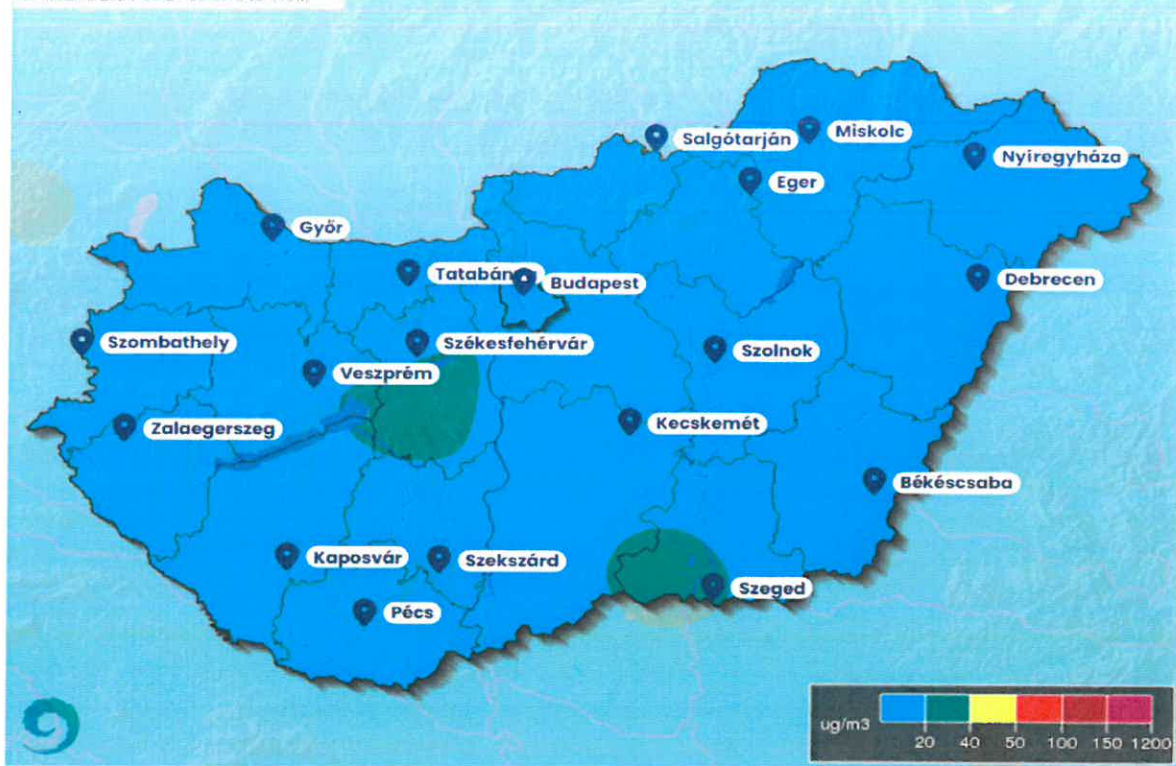 Salgótarján
Miskolc
Nyíregyháza
Eger
Győr
Tatabán
Budapest
Debrecen
Szombathely
Székesfehérvár
Szolnok
Veszprém
Zalaegerszeg
Kecskemét
Békéscsaba
Kaposvár
Szekszárd
Szeged
Pécs
ug/m3
20 40 50 100 150 1200